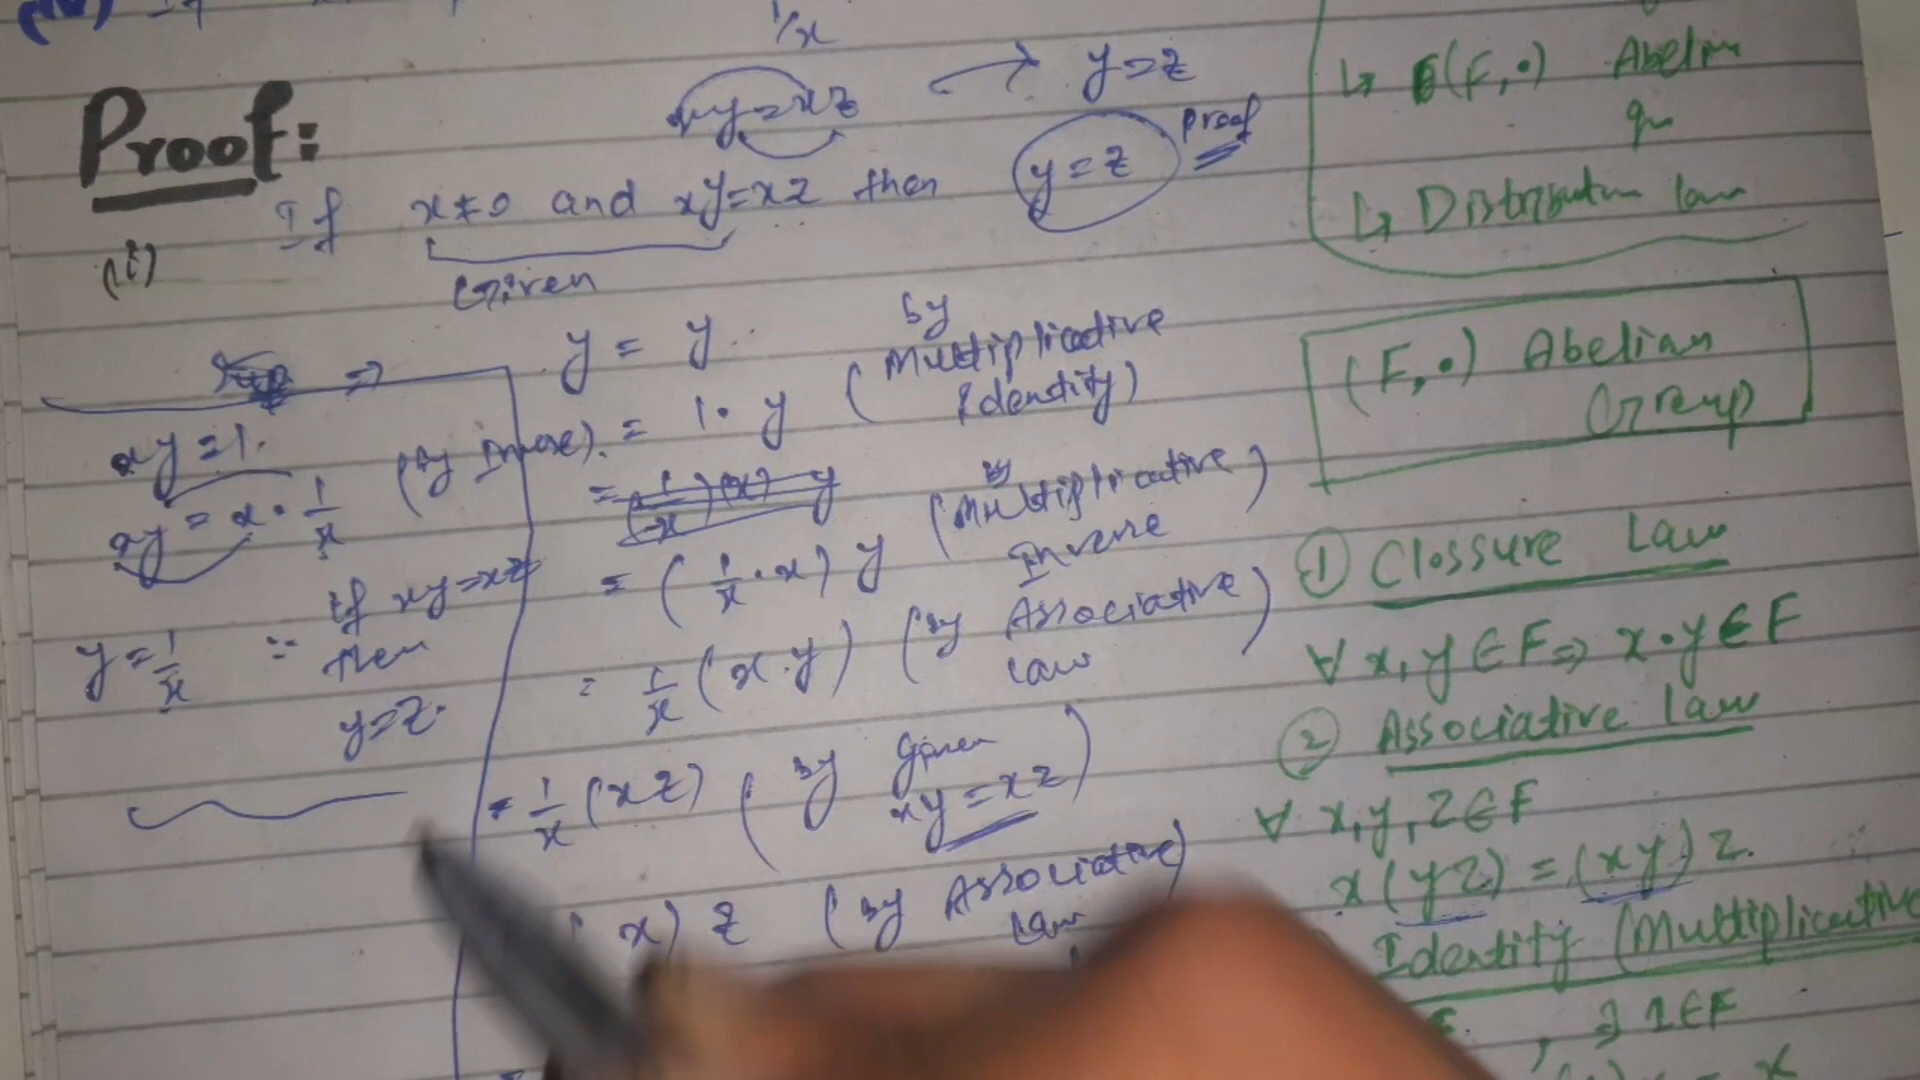 1/x
xy=xz → y=z
Proof:
(i) If x≠0 and xy=xz then y=z proof
Given
y = y
= 1·y (by Multiplicative Identity)
= (1/x)(x) y
= (1/x·x) y (by Multiplicative Inverse)
= 1/x (x·y) (by Associative law)
= 1/x (xz) (by Given xy=xz)
x) z (by Associative law
⇒
xy=1.
xy = x·1/x (by Inverse).
y=1/x ∵ if xy=xz
then
y=z.
↳ (F,·) Abelian
↳ Distribution law
(F,·) Abelian
Group
① Clossure Law
∀ x,y∈F⇒ x·y∈F
② Associative law
∀ x,y,z∈F
x(yz) = (xy)z.
Identity (Multiplicative
, ∃ 1∈F
= x